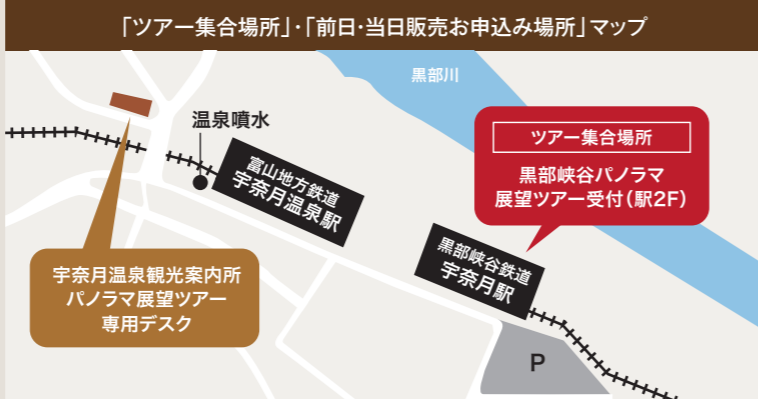 「ツアー集合場所」・「前日・当日販売お申込み場所」マップ
黒部川
温泉噴水
富山地方鉄道
宇奈月温泉駅
ツアー集合場所
黒部峡谷パノラマ
展望ツアー受付（駅2F）
黒部峡谷鉄道
宇奈月駅
宇奈月温泉観光案内所
パノラマ展望ツアー
専用デスク
P